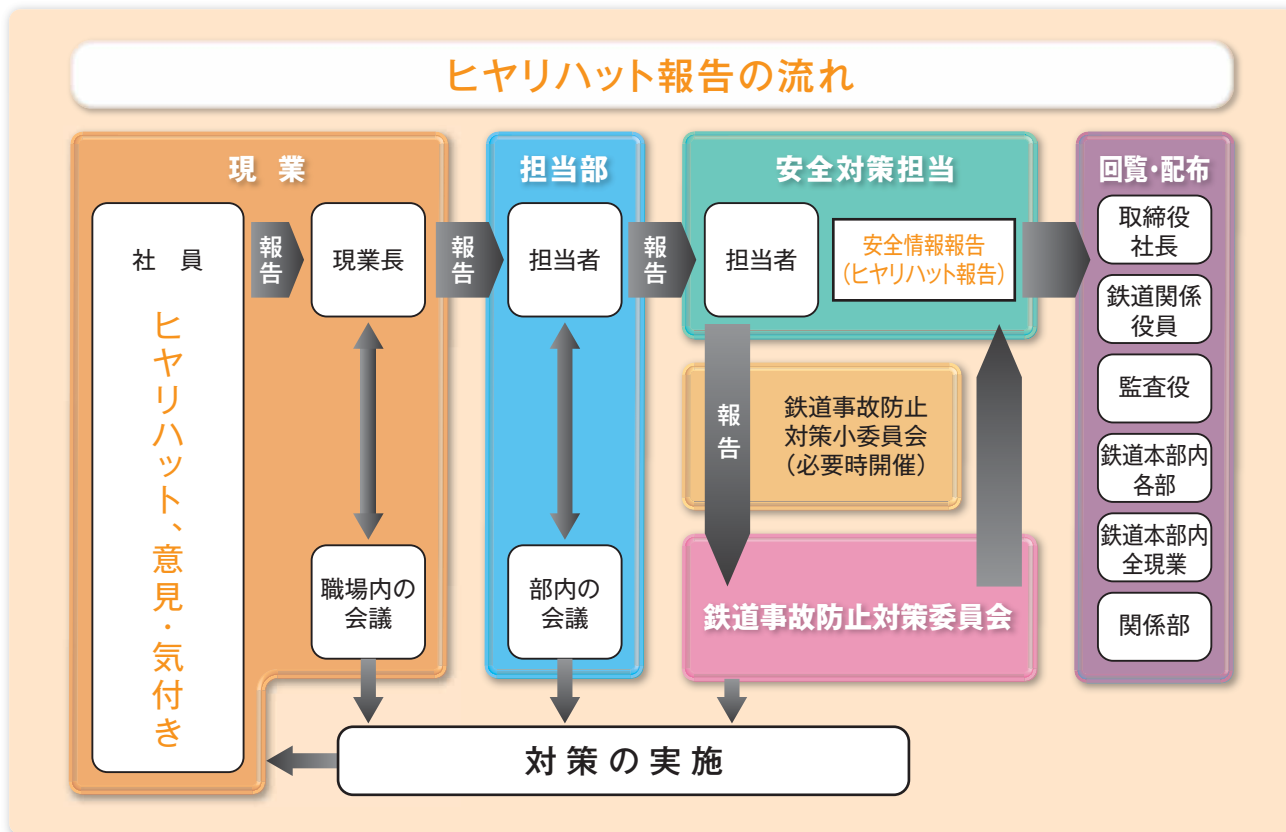 ヒヤリハット報告の流れ
現 業
社 員
ヒヤリハット、意見・気付き
報告
現業長
職場内の
会議
報告
担当部
担当者
部内の
会議
報告
安全対策担当
担当者
安全情報報告
(ヒヤリハット報告)
報告
鉄道事故防止
対策小委員会
(必要時開催)
鉄道事故防止対策委員会
回覧・配布
取締役
社長
鉄道関係
役員
監査役
鉄道本部内
各部
鉄道本部内
全現業
関係部
対策の実施